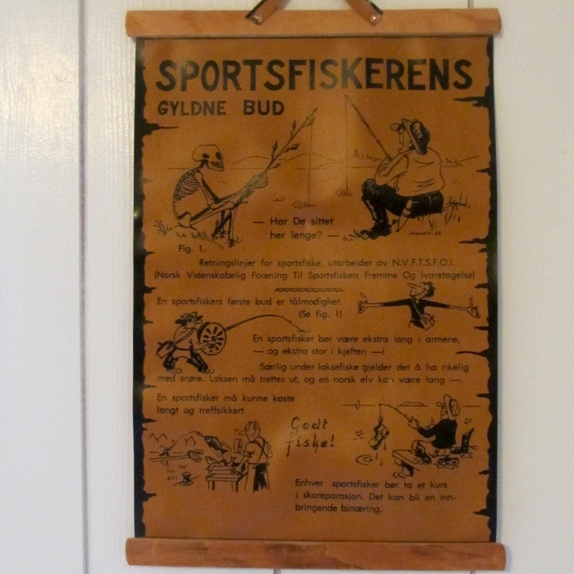 SPORTSFISKERENS
GYLDNE BUD
— Har De sittet
her lenge? —
Fig. 1.
Retningslinjer for sportsfiske, utarbeidet av N.V.F.T.S.F.O.I.
(Norsk Videnskabelig Forening Til Sportsfiskets Fremme Og Ivaretagelse)
En sportsfiskers første bud er tålmodighet.
(Se fig. 1)
En sportsfisker bør være ekstra lang i armene,
— og ekstra stor i kjeften —!
Særlig under laksefiske gjelder det å ha rikelig
med snøre. Laksen må trettes ut, og en norsk elv kan være lang —
En sportsfisker må kunne kaste
langt og treffsikkert.
Godt
fiske!
Enhver sportsfisker bør ta et kurs
i skoreparasjon. Det kan bli en inn-
bringende binæring.